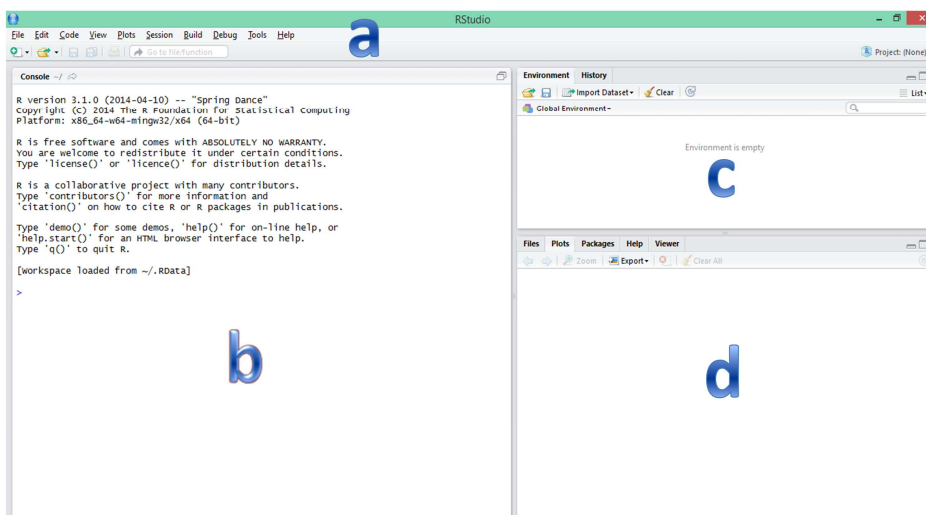 RStudio
File Edit Code View Plots Session Build Debug Tools Help
Go to file/function
Project: (None)
a
Console ~/
R version 3.1.0 (2014-04-10) -- "Spring Dance"
Copyright (C) 2014 The R Foundation for Statistical Computing
Platform: x86_64-w64-mingw32/x64 (64-bit)
R is free software and comes with ABSOLUTELY NO WARRANTY.
You are welcome to redistribute it under certain conditions.
Type 'license()' or 'licence()' for distribution details.
R is a collaborative project with many contributors.
Type 'contributors()' for more information and
'citation()' on how to cite R or R packages in publications.
Type 'demo()' for some demos, 'help()' for on-line help, or
'help.start()' for an HTML browser interface to help.
Type 'q()' to quit R.
[Workspace loaded from ~/.RData]
>
b
Environment History
Import Dataset Clear List
Global Environment
Environment is empty
c
Files Plots Packages Help Viewer
Zoom Export Clear All
d